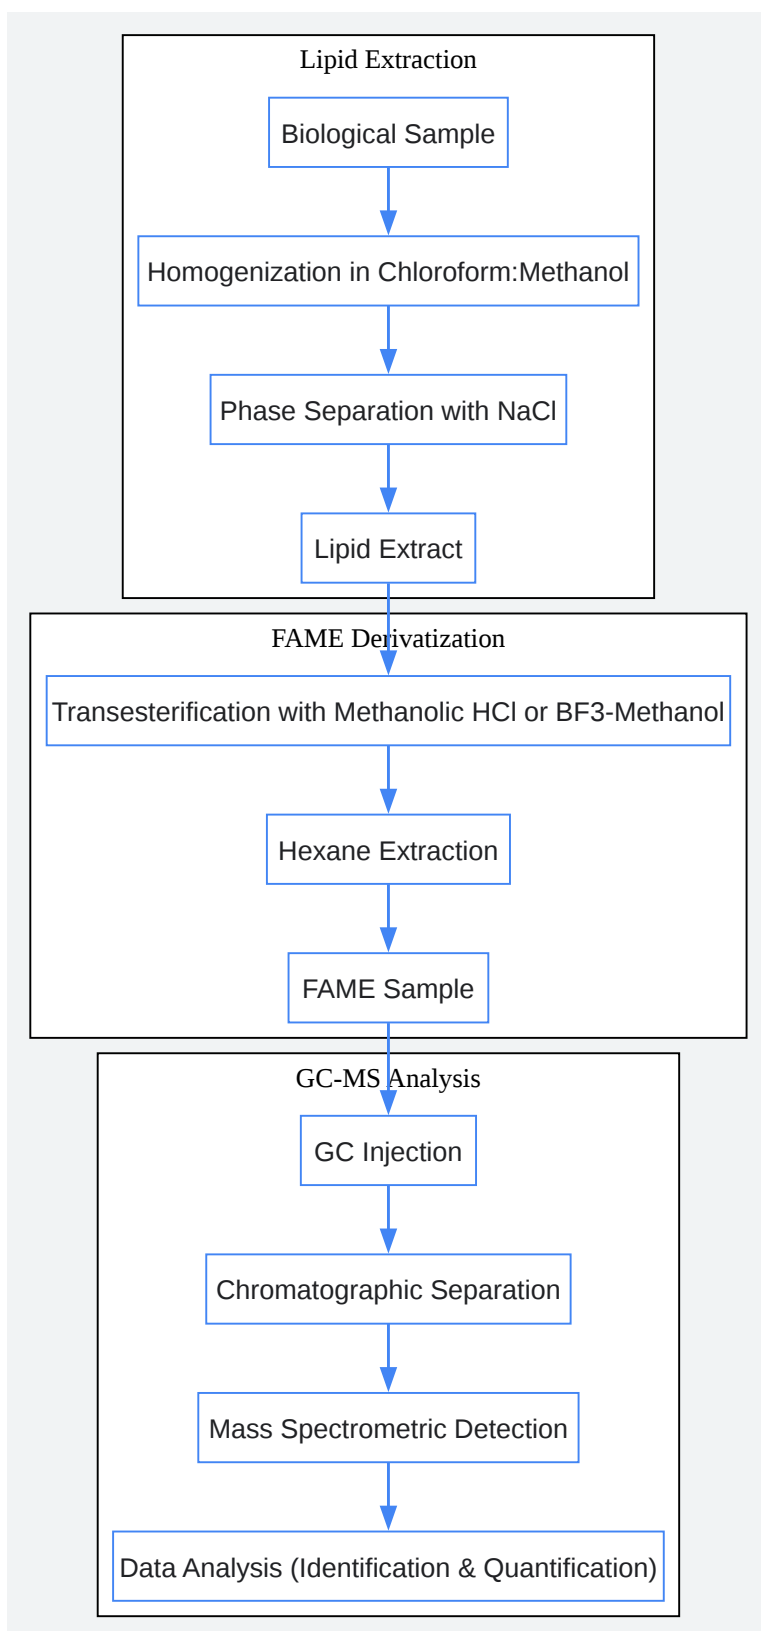 Lipid Extraction
Biological Sample
Homogenization in Chloroform:Methanol
Phase Separation with NaCl
Lipid Extract
FAME Derivatization
Transesterification with Methanolic HCl or BF3-Methanol
Hexane Extraction
FAME Sample
GC-MS Analysis
GC Injection
Chromatographic Separation
Mass Spectrometric Detection
Data Analysis (Identification & Quantification)